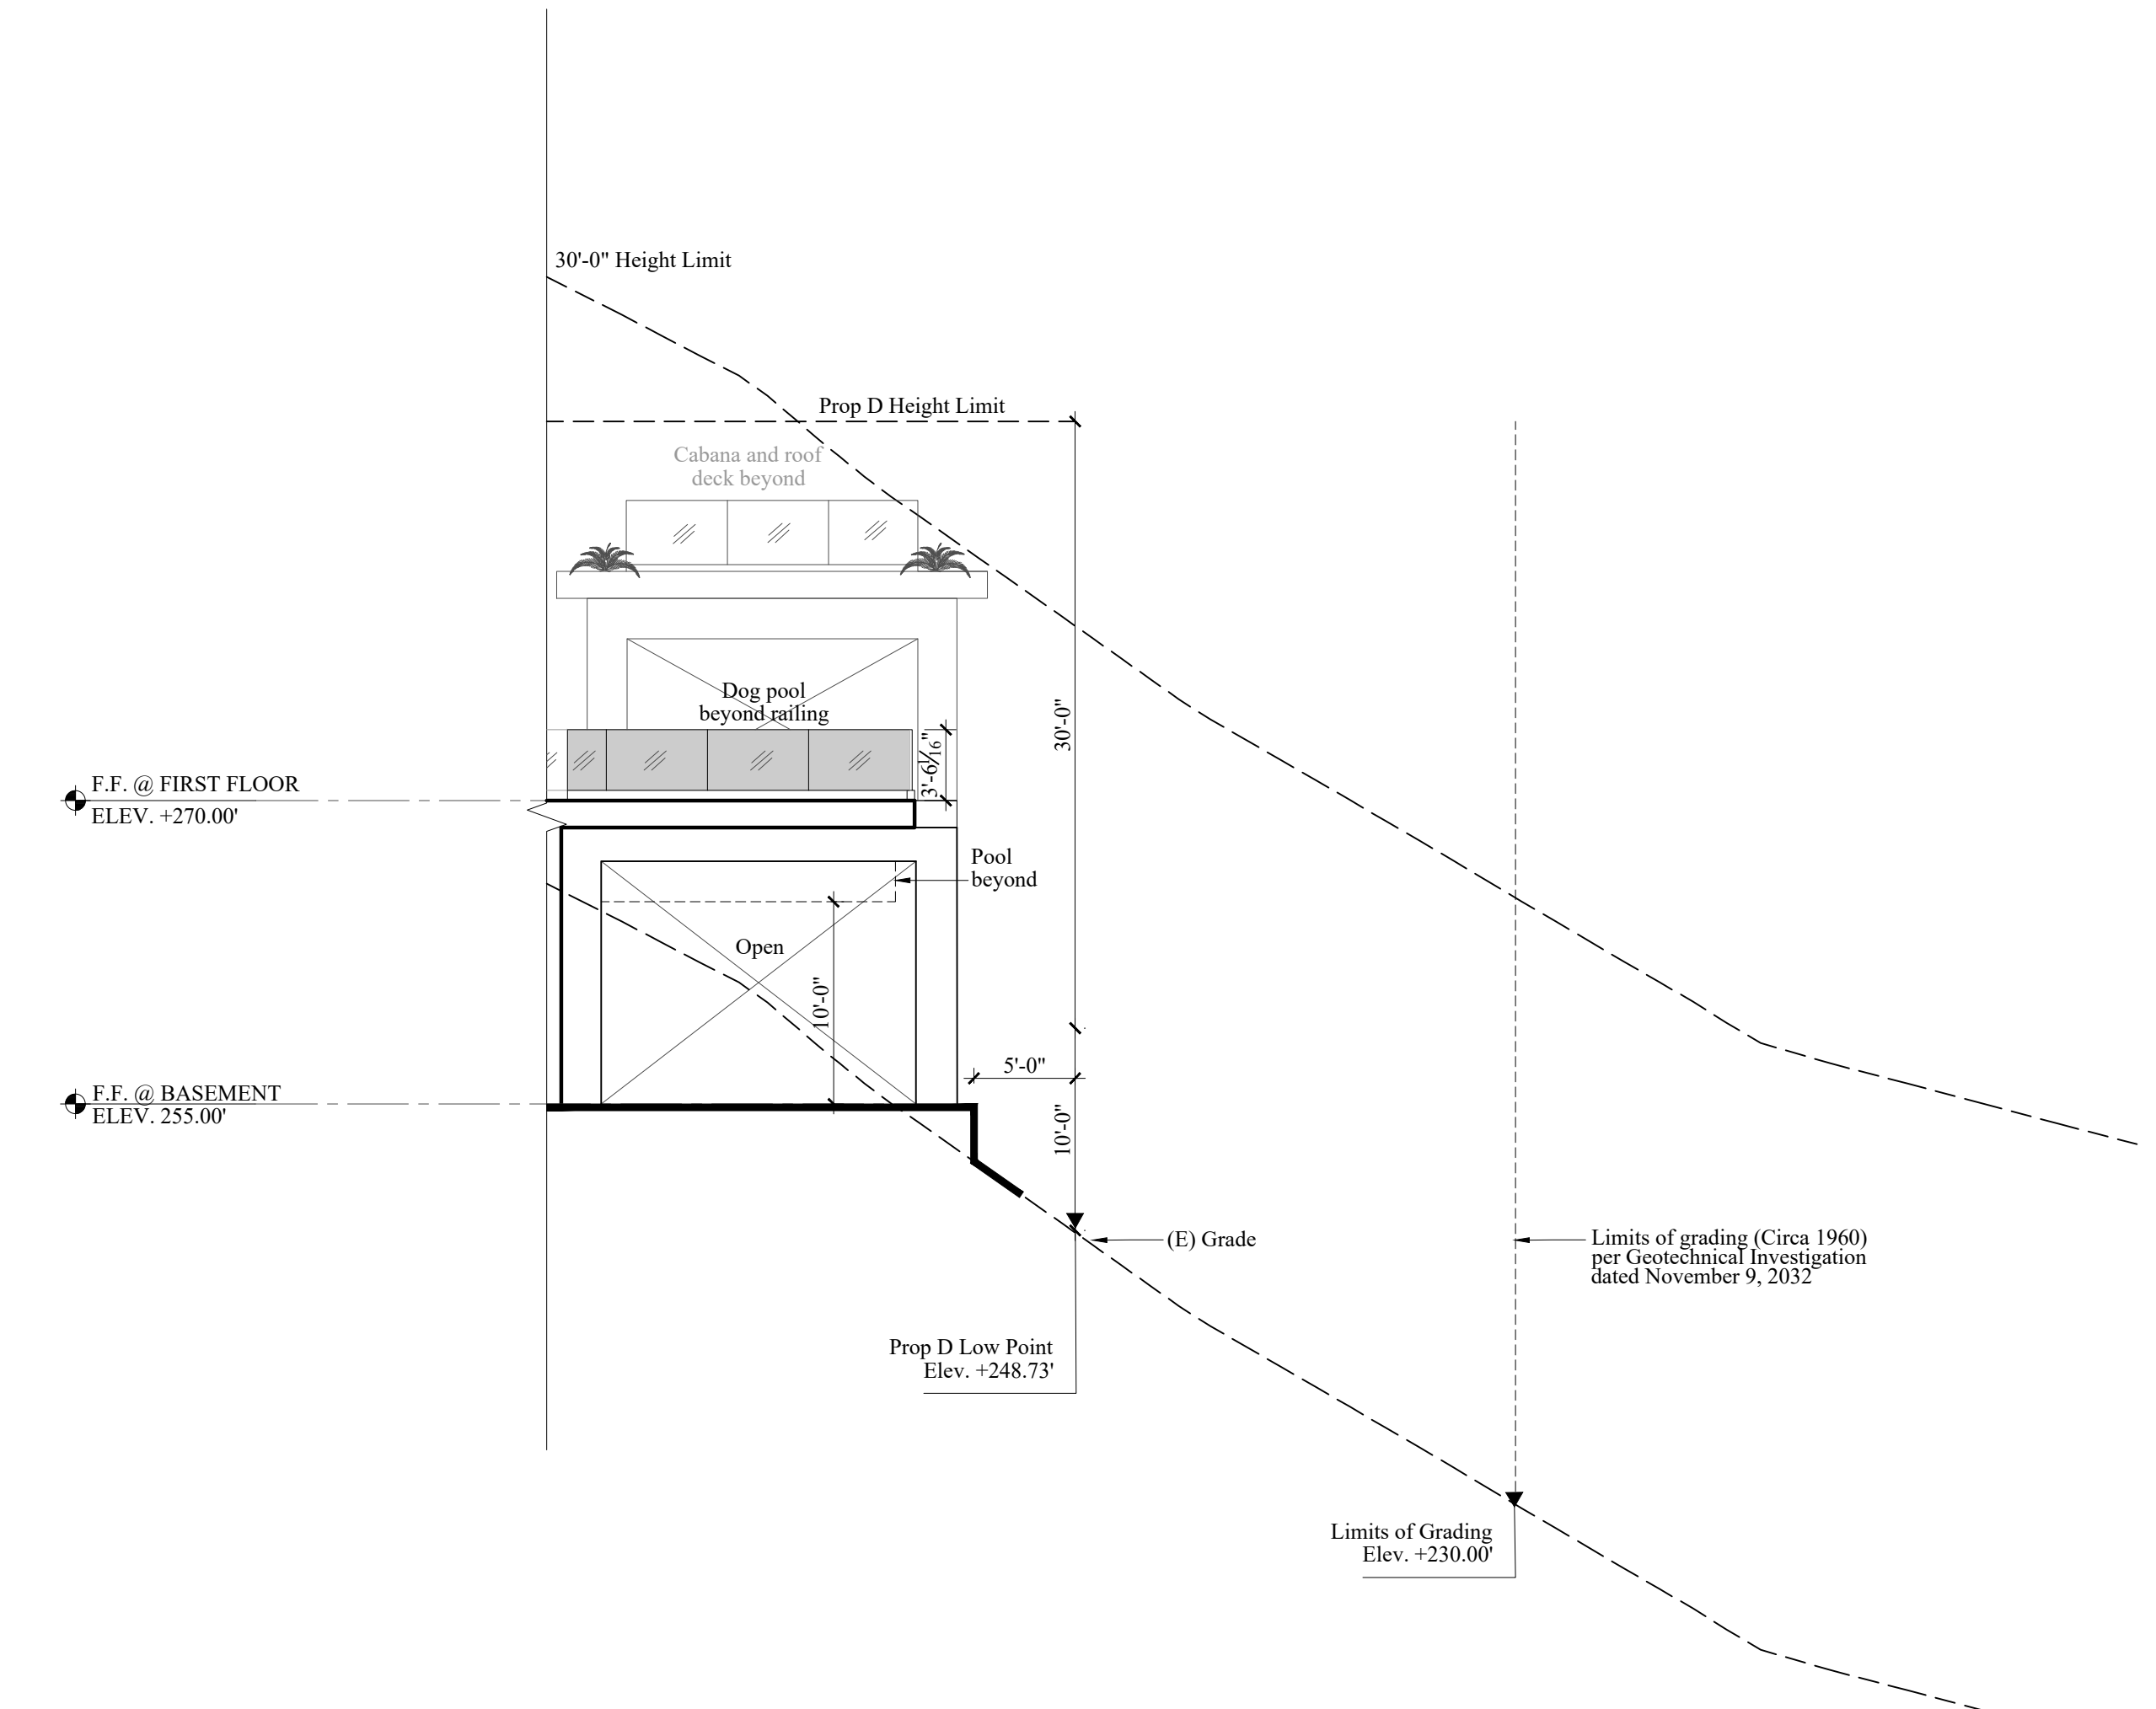 30'-0" Height Limit
Prop D Height Limit
Cabana and roof
deck beyond
Dog pool
beyond railing
3'-6 1/16"
30'-0"
F.F. @ FIRST FLOOR
ELEV. +270.00'
Pool
beyond
Open
10'-0"
5'-0"
F.F. @ BASEMENT
ELEV. 255.00'
10'-0"
(E) Grade
Limits of grading (Circa 1960)
per Geotechnical Investigation
dated November 9, 2032
Prop D Low Point
Elev. +248.73'
Limits of Grading
Elev. +230.00'